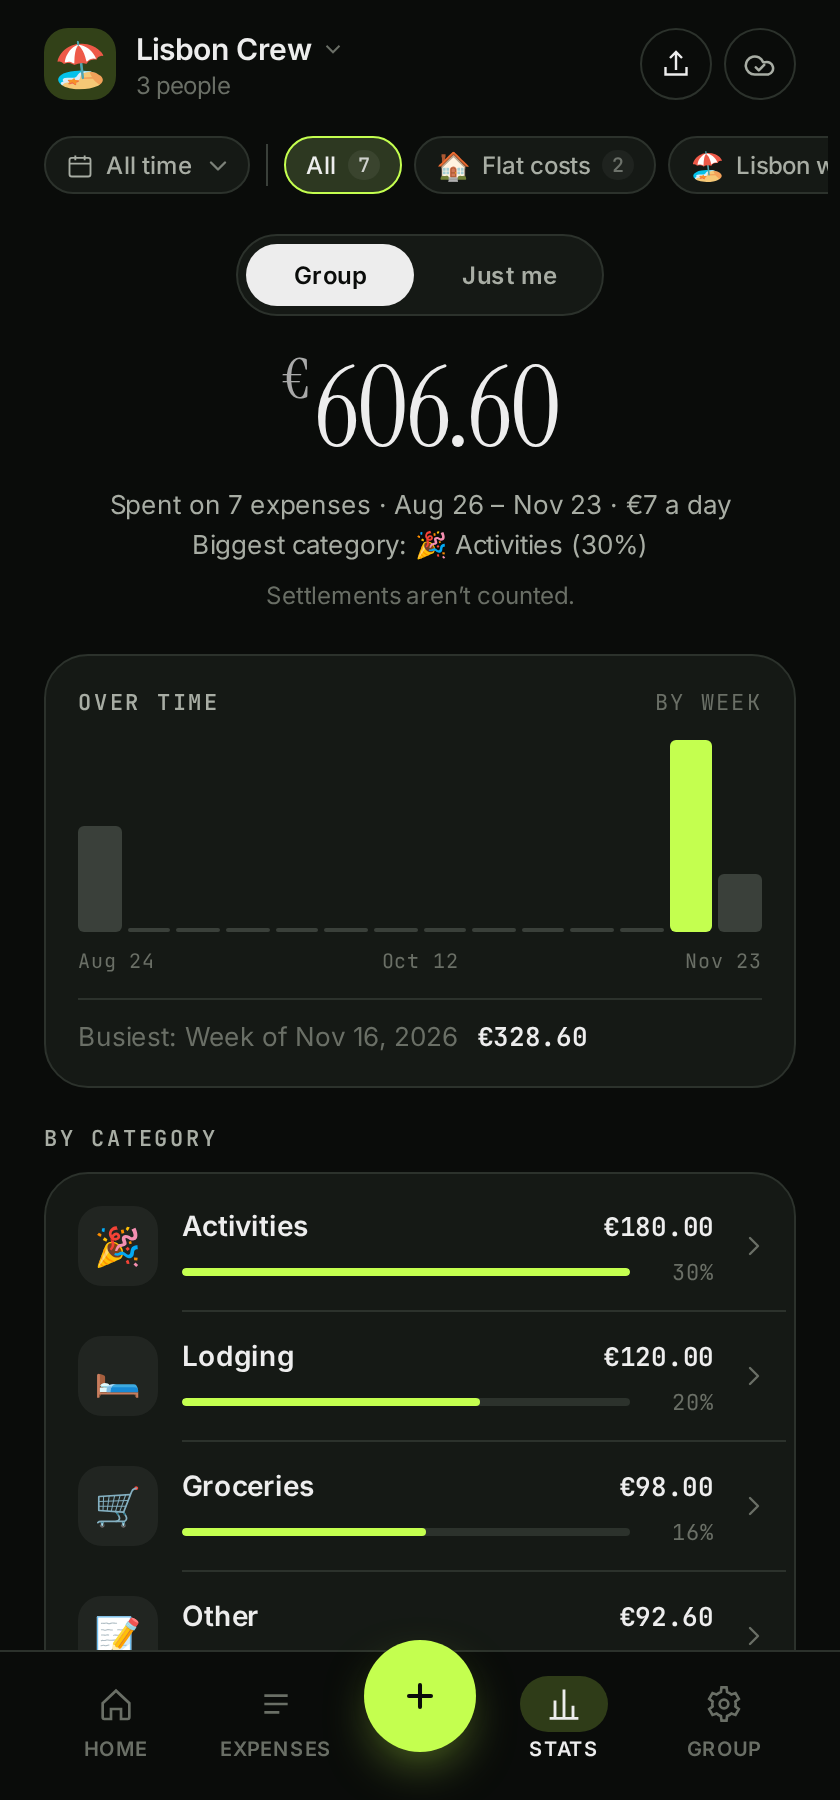 Lisbon Crew
3 people
All time
All 7
Flat costs 2
Lisbon w
Group
Just me
€606.60
Spent on 7 expenses · Aug 26 – Nov 23 · €7 a day
Biggest category: 🎉 Activities (30%)
Settlements aren’t counted.
OVER TIME
BY WEEK
Aug 24
Oct 12
Nov 23
Busiest: Week of Nov 16, 2026 €328.60
BY CATEGORY
Activities €180.00
30%
Lodging €120.00
20%
Groceries €98.00
16%
Other €92.60
HOME
EXPENSES
STATS
GROUP